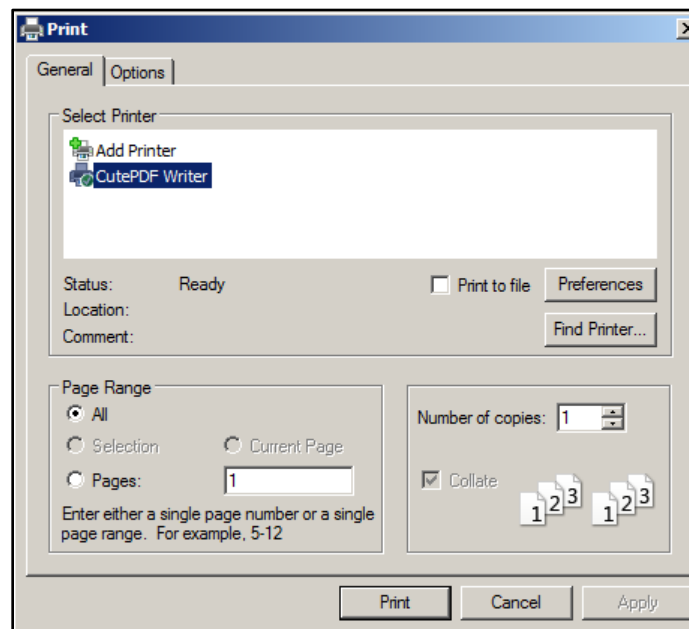 Print
General Options
Select Printer
Add Printer
CutePDF Writer
Status: Ready
Print to file Preferences
Location:
Comment:
Find Printer...
Page Range
All
Selection Current Page
Pages: 1
Enter either a single page number or a single
page range. For example, 5-12
Number of copies: 1
Collate
1 2 3 1 2 3
Print Cancel Apply